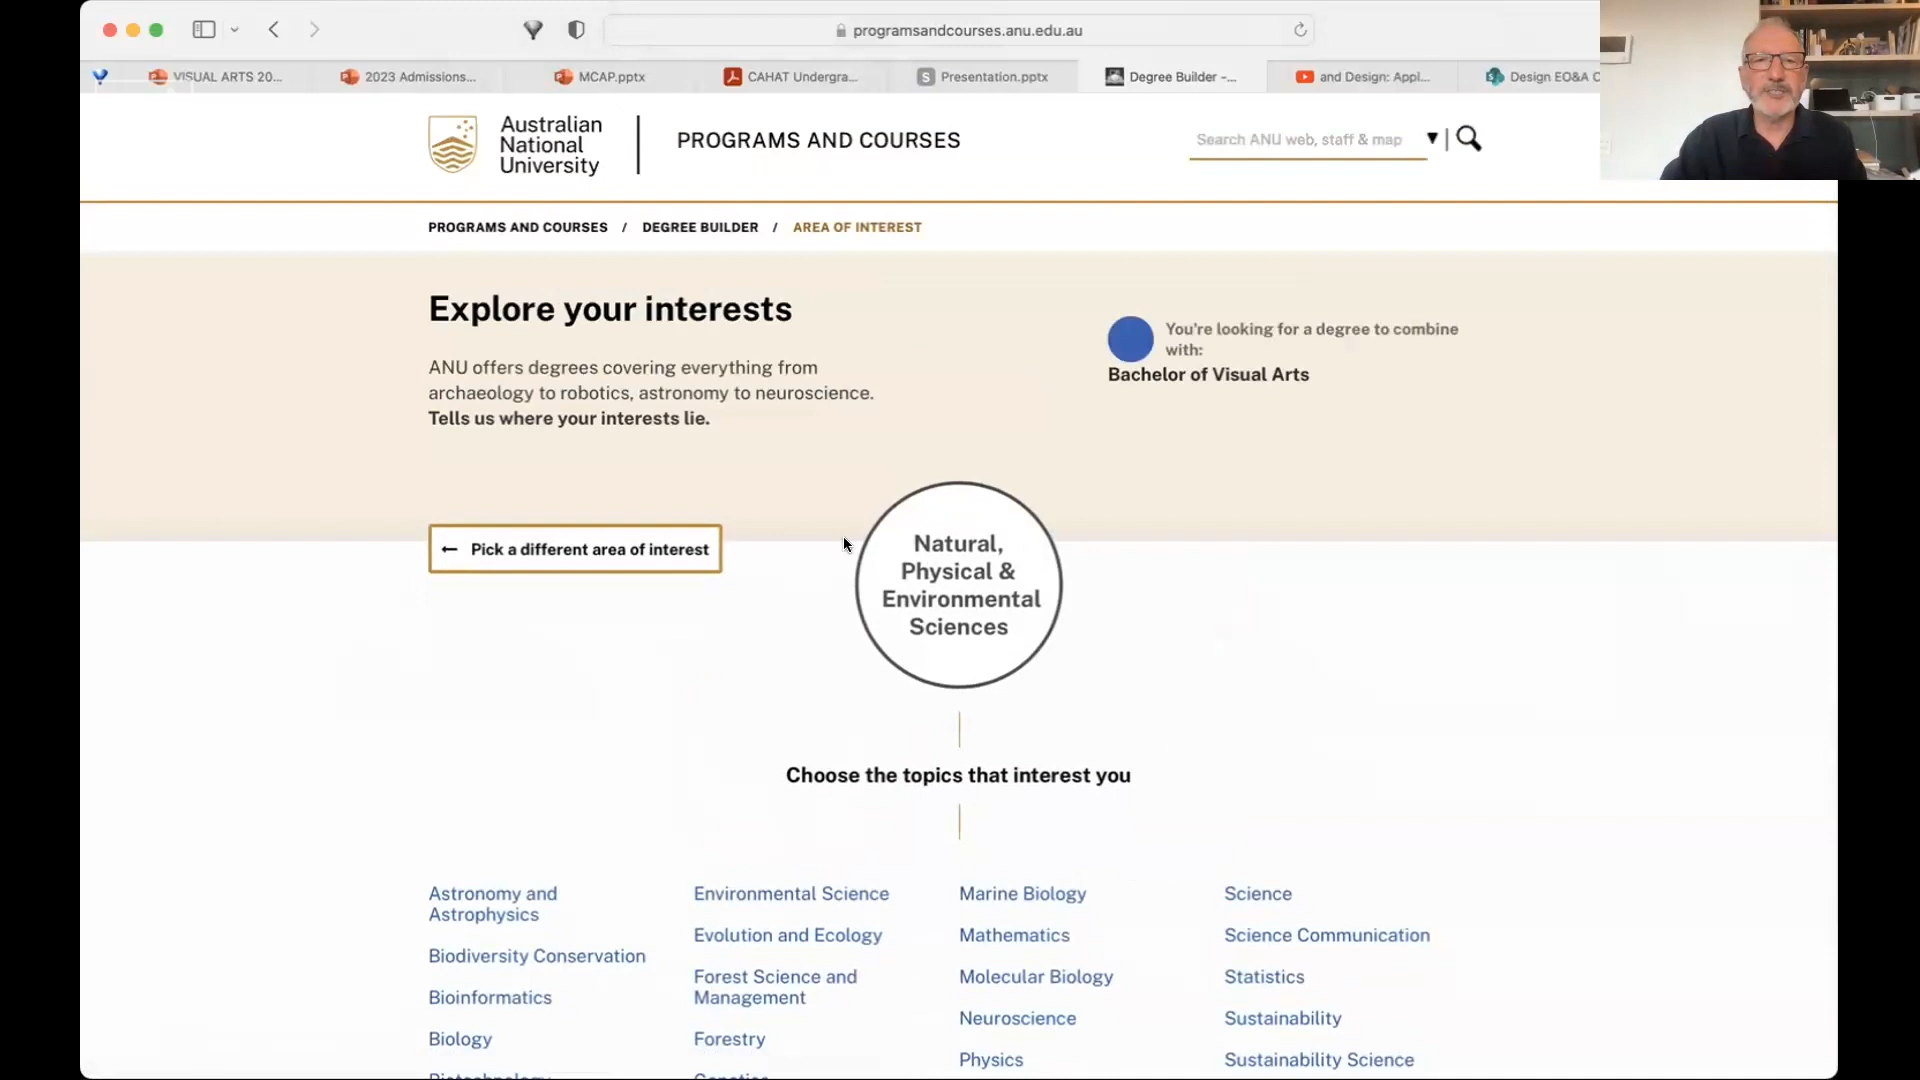 programsandcourses.anu.edu.au
VISUAL ARTS 20...
2023 Admissions...
MCAP.pptx
CAHAT Undergra...
S
Presentation.pptx
Degree Builder –...
and Design: Appl...
Design EO&A C
Australian
National
University
PROGRAMS AND COURSES
Search ANU web, staff & map
PROGRAMS AND COURSES / DEGREE BUILDER / AREA OF INTEREST
Explore your interests
ANU offers degrees covering everything from
archaeology to robotics, astronomy to neuroscience.
Tells us where your interests lie.
You're looking for a degree to combine
with:
Bachelor of Visual Arts
← Pick a different area of interest
Natural,
Physical &
Environmental
Sciences
Choose the topics that interest you
Astronomy and
Astrophysics
Biodiversity Conservation
Bioinformatics
Biology
Environmental Science
Evolution and Ecology
Forest Science and
Management
Forestry
Marine Biology
Mathematics
Molecular Biology
Neuroscience
Physics
Science
Science Communication
Statistics
Sustainability
Sustainability Science